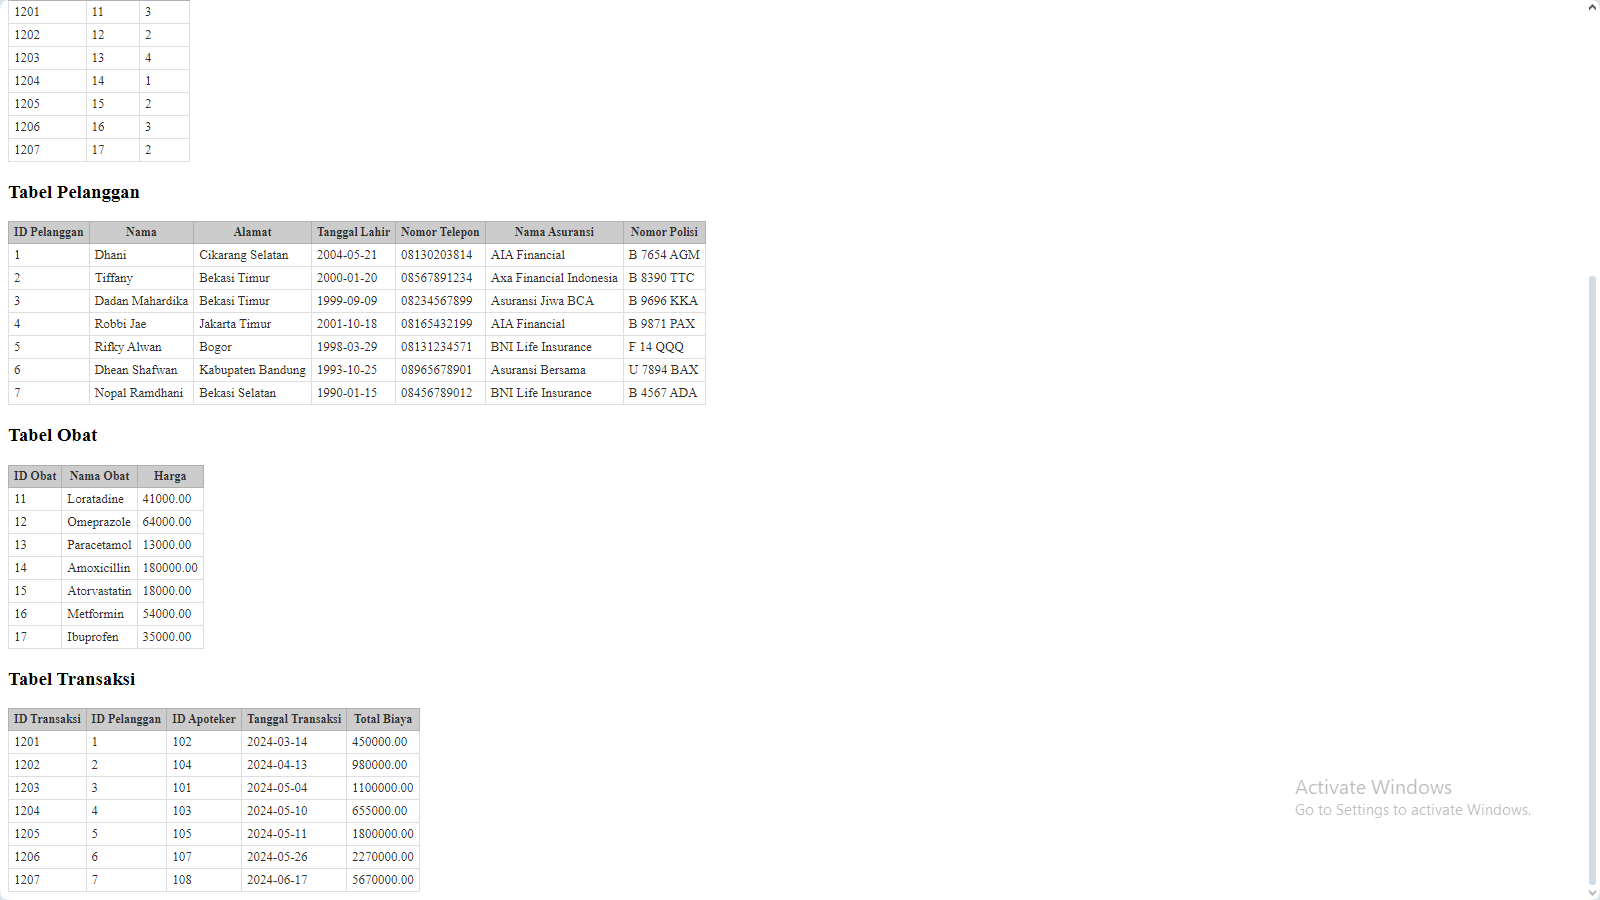 1201 11 3
1202 12 2
1203 13 4
1204 14 1
1205 15 2
1206 16 3
1207 17 2
Tabel Pelanggan
ID Pelanggan Nama Alamat Tanggal Lahir Nomor Telepon Nama Asuransi Nomor Polisi
1 Dhani Cikarang Selatan 2004-05-21 08130203814 AIA Financial B 7654 AGM
2 Tiffany Bekasi Timur 2000-01-20 08567891234 Axa Financial Indonesia B 8390 TTC
3 Dadan Mahardika Bekasi Timur 1999-09-09 08234567899 Asuransi Jiwa BCA B 9696 KKA
4 Robbi Jae Jakarta Timur 2001-10-18 08165432199 AIA Financial B 9871 PAX
5 Rifky Alwan Bogor 1998-03-29 08131234571 BNI Life Insurance F 14 QQQ
6 Dhean Shafwan Kabupaten Bandung 1993-10-25 08965678901 Asuransi Bersama U 7894 BAX
7 Nopal Ramdhani Bekasi Selatan 1990-01-15 08456789012 BNI Life Insurance B 4567 ADA
Tabel Obat
ID Obat Nama Obat Harga
11 Loratadine 41000.00
12 Omeprazole 64000.00
13 Paracetamol 13000.00
14 Amoxicillin 180000.00
15 Atorvastatin 18000.00
16 Metformin 54000.00
17 Ibuprofen 35000.00
Tabel Transaksi
ID Transaksi ID Pelanggan ID Apoteker Tanggal Transaksi Total Biaya
1201 1 102 2024-03-14 450000.00
1202 2 104 2024-04-13 980000.00
1203 3 101 2024-05-04 1100000.00
1204 4 103 2024-05-10 655000.00
1205 5 105 2024-05-11 1800000.00
1206 6 107 2024-05-26 2270000.00
1207 7 108 2024-06-17 5670000.00
Activate Windows
Go to Settings to activate Windows.